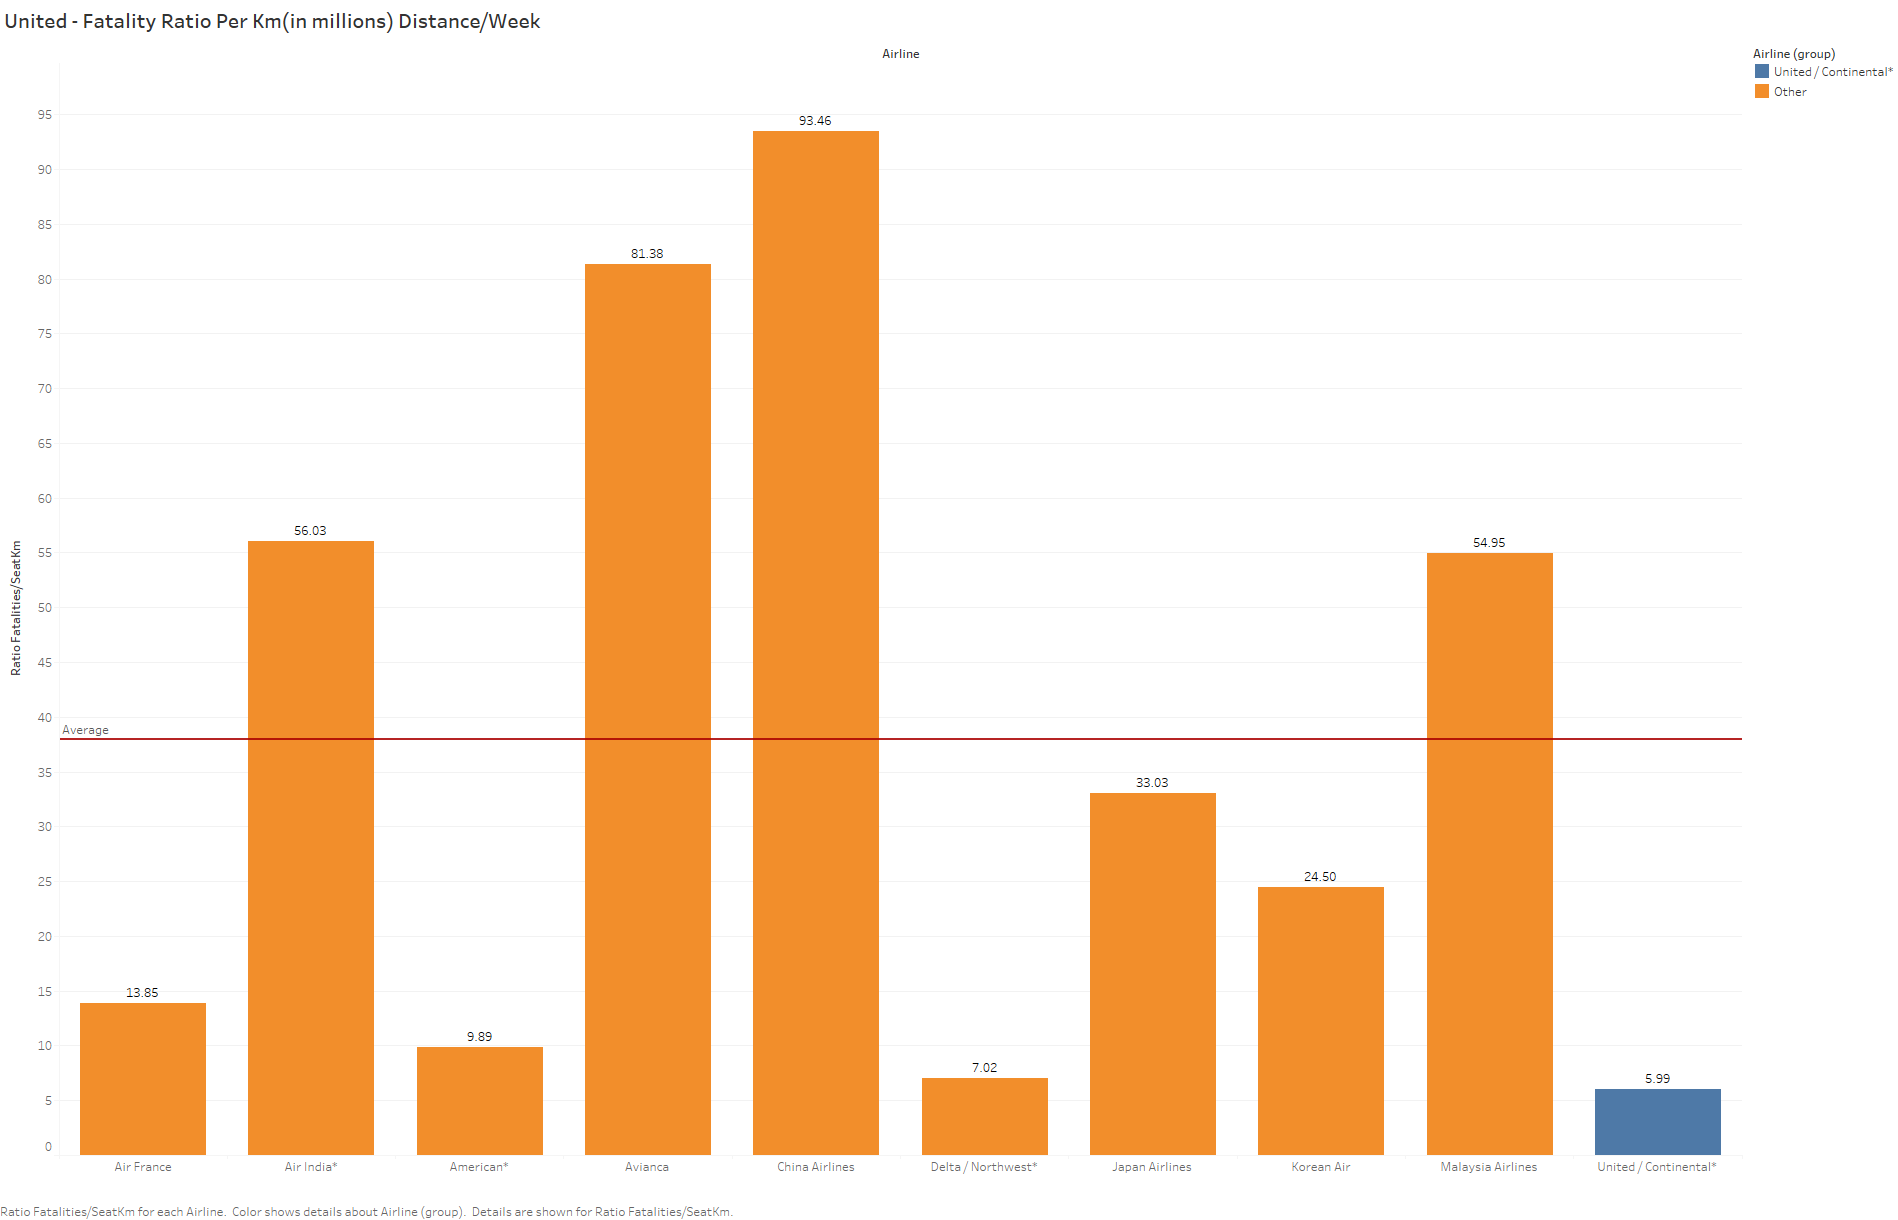 United - Fatality Ratio Per Km(in millions) Distance/Week
Airline
Airline (group)
United / Continental*
Other
Ratio Fatalities/SeatKm
95
90
85
80
75
70
65
60
55
50
45
40
35
30
25
20
15
10
5
0
Average
13.85
56.03
9.89
81.38
93.46
7.02
33.03
24.50
54.95
5.99
Air France
Air India*
American*
Avianca
China Airlines
Delta / Northwest*
Japan Airlines
Korean Air
Malaysia Airlines
United / Continental*
Ratio Fatalities/SeatKm for each Airline. Color shows details about Airline (group). Details are shown for Ratio Fatalities/SeatKm.